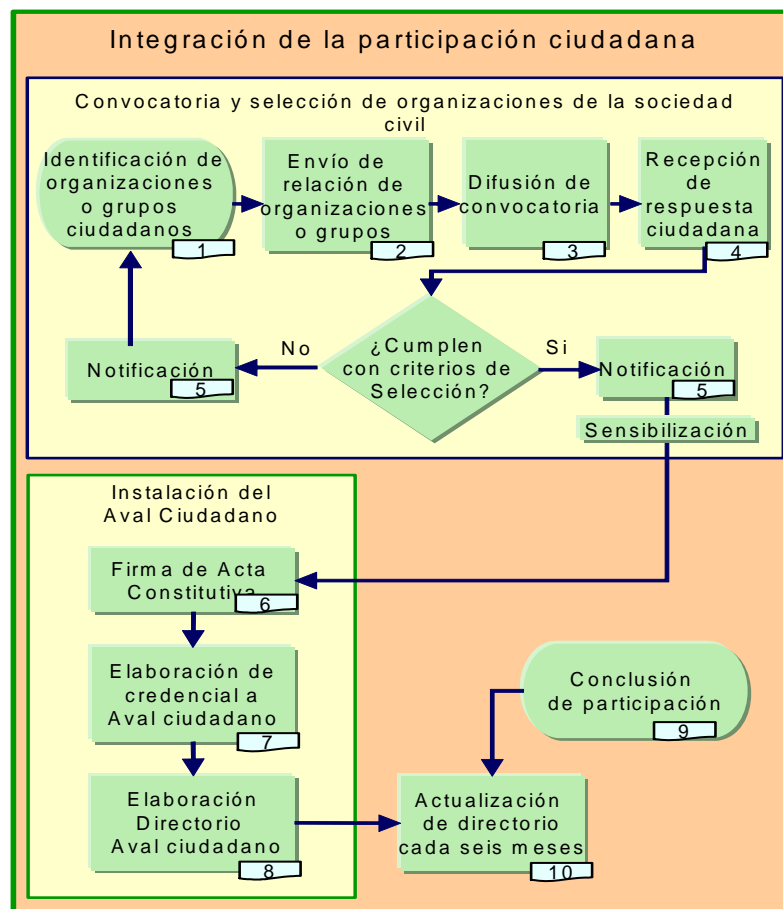 Integración de la participación ciudadana
Convocatoria y selección de organizaciones de la sociedad
civil
Identificación de
organizaciones
o grupos
ciudadanos
1
Envío de
relación de
organizaciones
o grupos
2
Difusión de
convocatoria
3
Recepción
de
respuesta
ciudadana
4
¿Cumplen
con criterios de
Selección?
No
Notificación
5
Si
Notificación
5
Sensibilización
Instalación del
Aval Ciudadano
Firma de Acta
Constitutiva
6
Elaboración de
credencial a
Aval ciudadano
7
Elaboración
Directorio
Aval ciudadano
8
Conclusión
de participación
9
Actualización
de directorio
cada seis meses
10